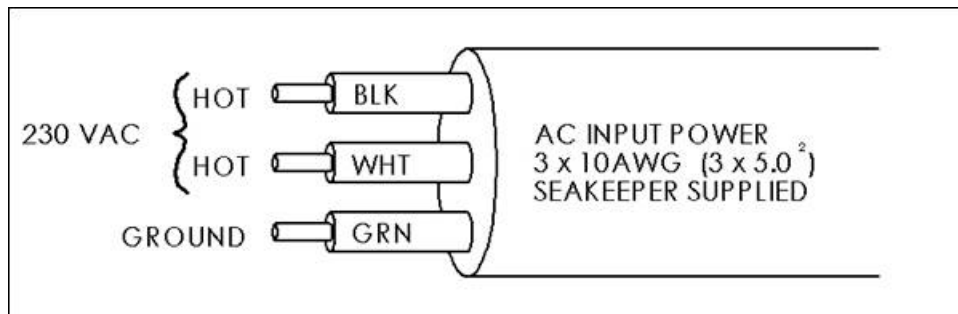 HOT BLK
230 VAC
HOT WHT
GROUND GRN
AC INPUT POWER
3 x 10AWG (3 x 5.0²)
SEAKEEPER SUPPLIED